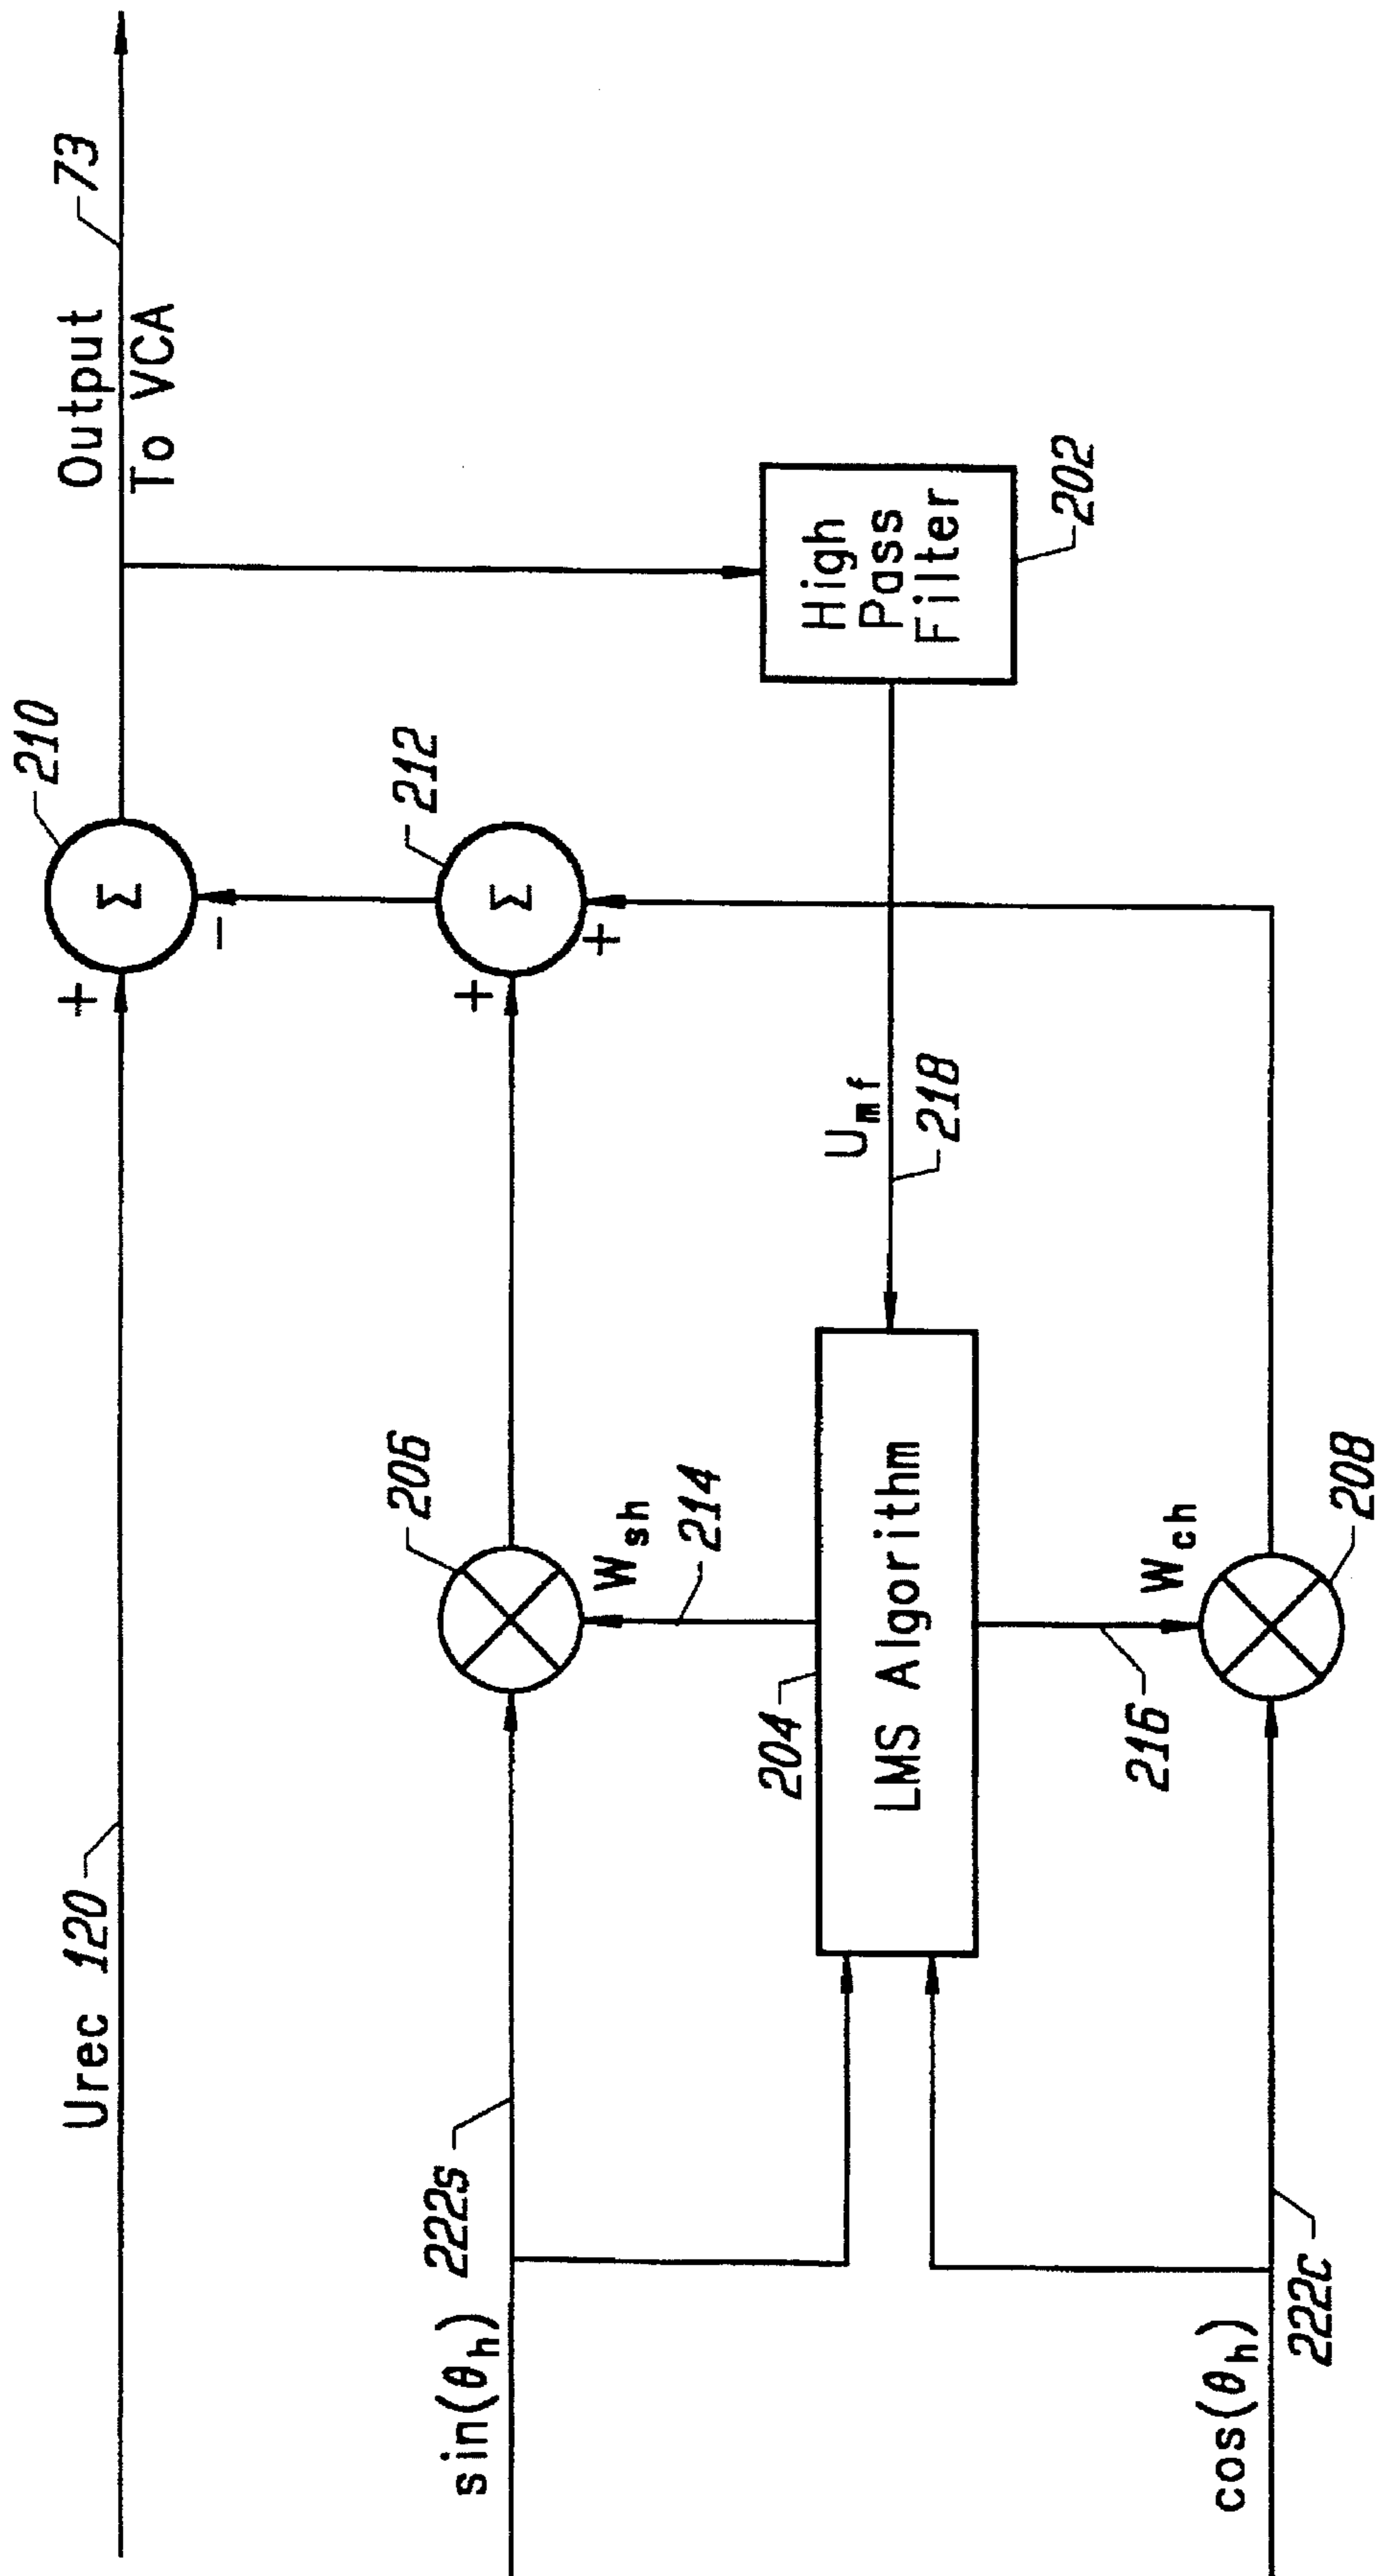 Urec 120
Output 73
To VCA
210
+
Σ
-
212
sin(θh) 222s
+
Σ
+
206
Wsh
214
High
Pass
Filter
202
Umf
218
204
LMS Algorithm
216
Wch
208
cos(θh)
222c